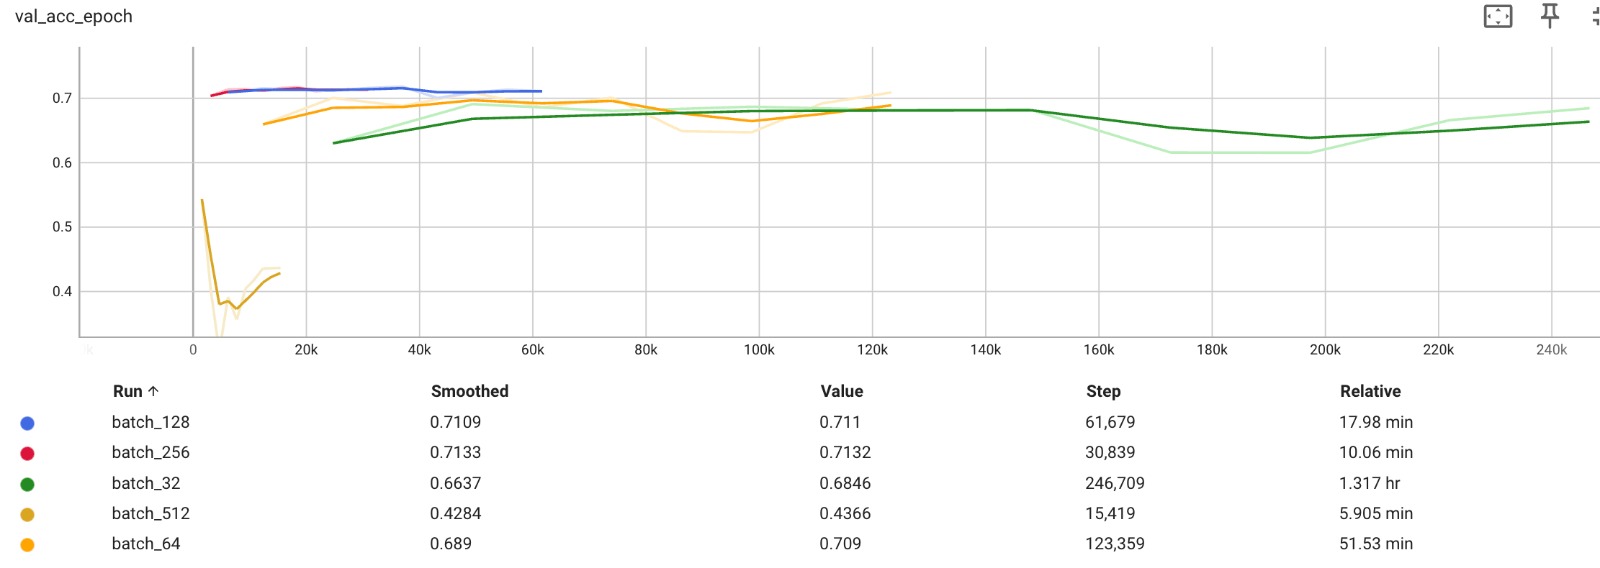 val_acc_epoch
0.7
0.6
0.5
0.4
0 20k 40k 60k 80k 100k 120k 140k 160k 180k 200k 220k 240k
Run ↑ Smoothed Value Step Relative
batch_128 0.7109 0.711 61,679 17.98 min
batch_256 0.7133 0.7132 30,839 10.06 min
batch_32 0.6637 0.6846 246,709 1.317 hr
batch_512 0.4284 0.4366 15,419 5.905 min
batch_64 0.689 0.709 123,359 51.53 min